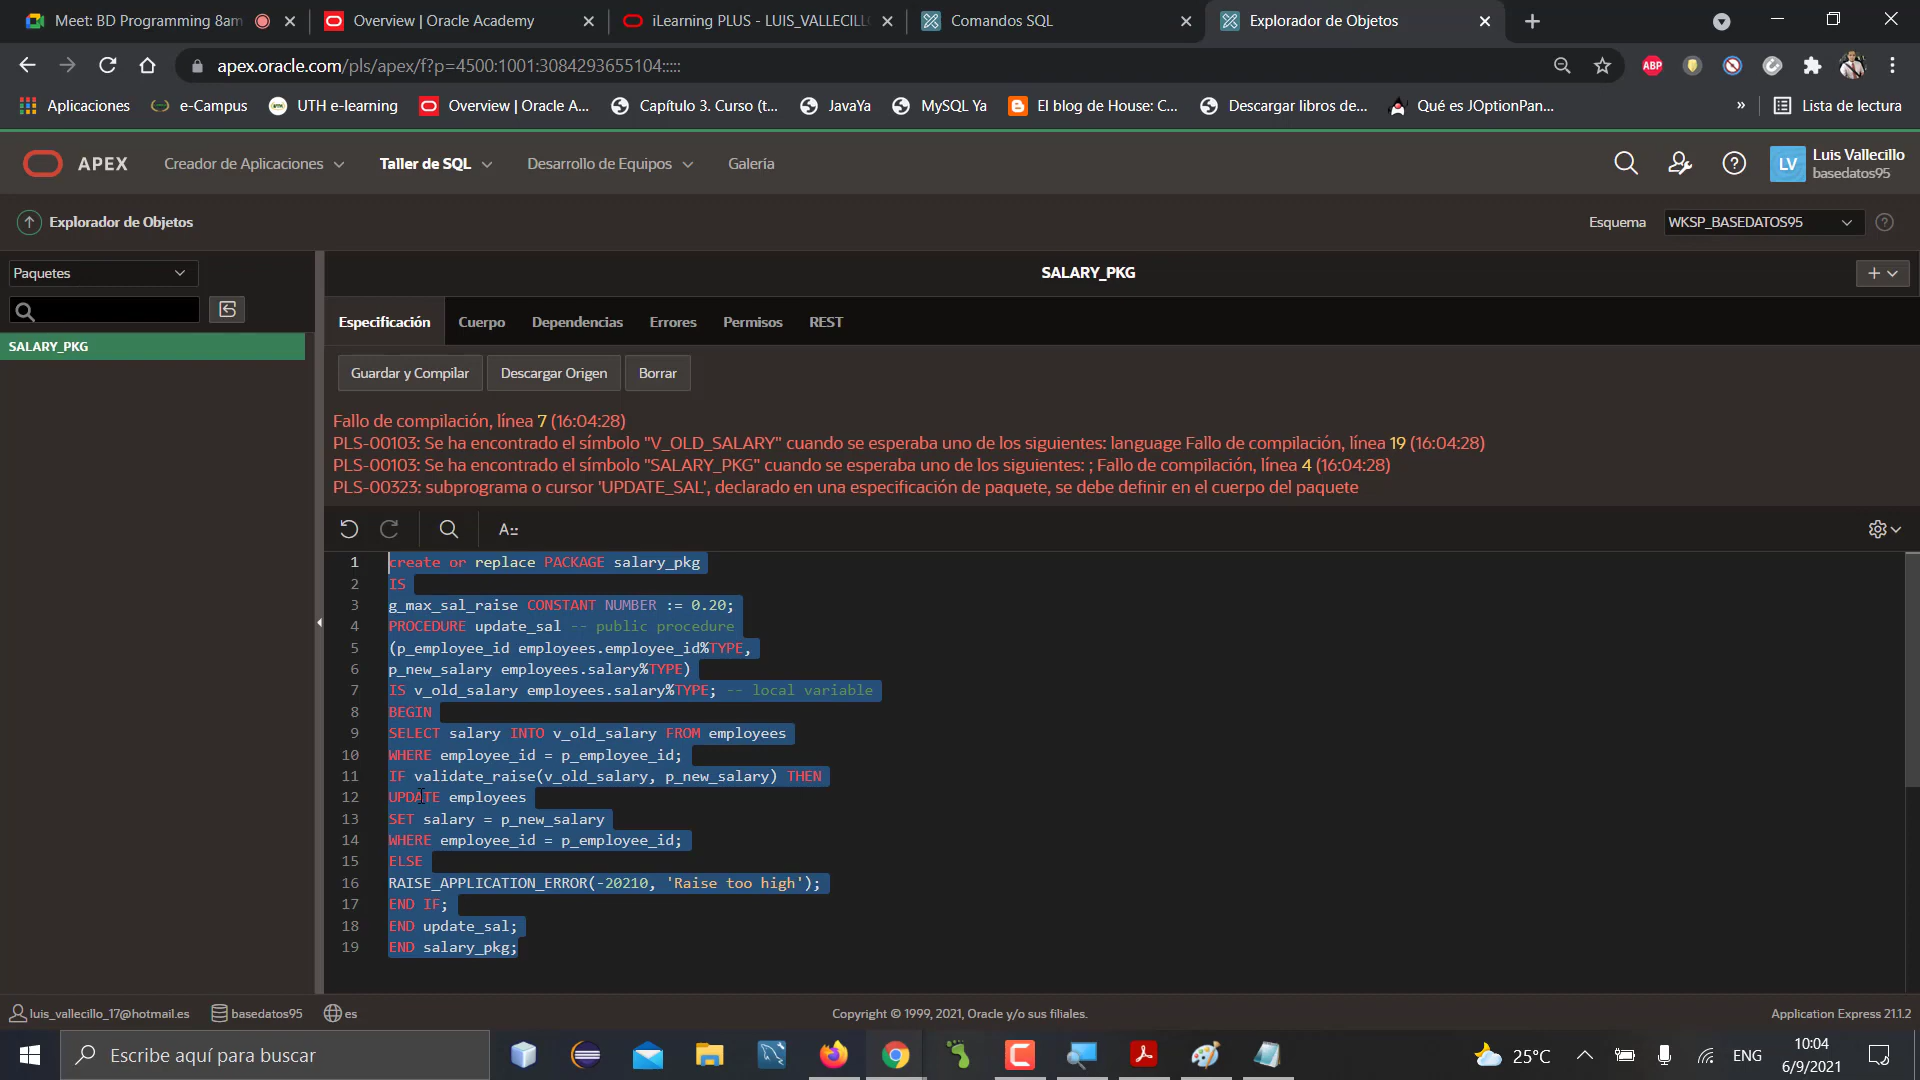 Meet: BD Programming 8am
Overview | Oracle Academy
iLearning PLUS - LUIS_VALLECILL
Comandos SQL
Explorador de Objetos
apex.oracle.com/pls/apex/f?p=4500:1001:3084293655104:::::
ABP
Aplicaciones
e-Campus
UTH e-learning
Overview | Oracle A...
Capítulo 3. Curso (t...
JavaYa
MySQL Ya
El blog de House: C...
Descargar libros de...
Qué es JOptionPan...
»
Lista de lectura
APEX
Creador de Aplicaciones
Taller de SQL
Desarrollo de Equipos
Galería
LV
Luis Vallecillo
basedatos95
Explorador de Objetos
Esquema
WKSP_BASEDATOS95
Paquetes
SALARY_PKG
SALARY_PKG
Especificación
Cuerpo
Dependencias
Errores
Permisos
REST
Guardar y Compilar
Descargar Origen
Borrar
Fallo de compilación, línea 7 (16:04:28)
PLS-00103: Se ha encontrado el símbolo "V_OLD_SALARY" cuando se esperaba uno de los siguientes: language Fallo de compilación, línea 19 (16:04:28)
PLS-00103: Se ha encontrado el símbolo "SALARY_PKG" cuando se esperaba uno de los siguientes: ; Fallo de compilación, línea 4 (16:04:28)
PLS-00323: subprograma o cursor 'UPDATE_SAL', declarado en una especificación de paquete, se debe definir en el cuerpo del paquete
A::
1 create or replace PACKAGE salary_pkg
2 IS
3 g_max_sal_raise CONSTANT NUMBER := 0.20;
4 PROCEDURE update_sal -- public procedure
5 (p_employee_id employees.employee_id%TYPE,
6 p_new_salary employees.salary%TYPE)
7 IS v_old_salary employees.salary%TYPE; -- local variable
8 BEGIN
9 SELECT salary INTO v_old_salary FROM employees
10 WHERE employee_id = p_employee_id;
11 IF validate_raise(v_old_salary, p_new_salary) THEN
12 UPDATE employees
13 SET salary = p_new_salary
14 WHERE employee_id = p_employee_id;
15 ELSE
16 RAISE_APPLICATION_ERROR(-20210, 'Raise too high');
17 END IF;
18 END update_sal;
19 END salary_pkg;
luis_vallecillo_17@hotmail.es
basedatos95
es
Copyright © 1999, 2021, Oracle y/o sus filiales.
Application Express 21.1.2
Escribe aquí para buscar
25°C
ENG
10:04
6/9/2021